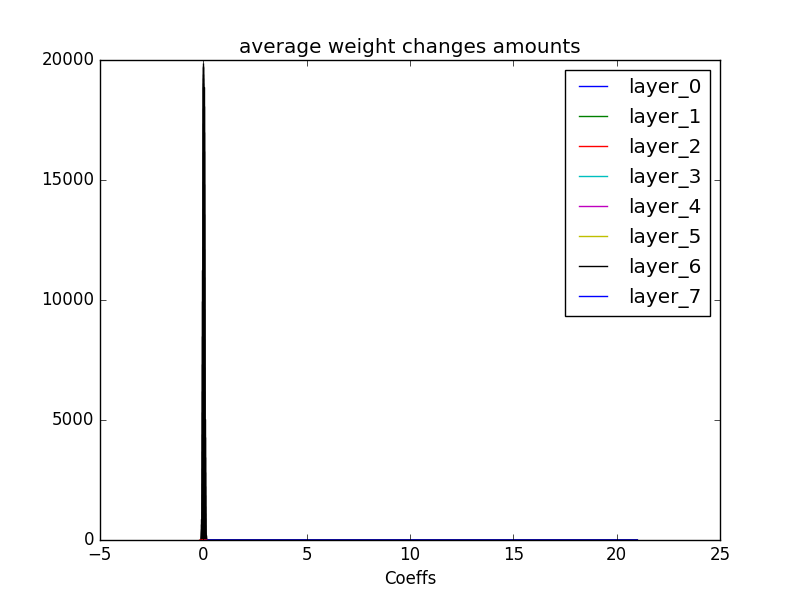 average weight changes amounts
20000
15000
10000
5000
0
−5
0
5
10
15
20
25
Coeffs
layer_0
layer_1
layer_2
layer_3
layer_4
layer_5
layer_6
layer_7